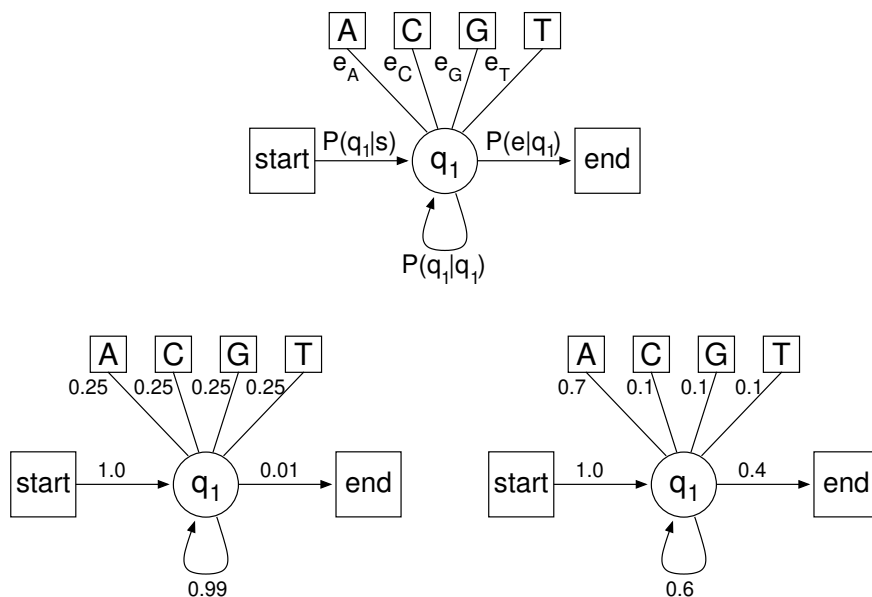 A C G T
e_A e_C e_G e_T
start P(q_1|s) q_1 P(e|q_1) end
P(q_1|q_1)
A C G T
0.25 0.25 0.25 0.25
start 1.0 q_1 0.01 end
0.99
A C G T
0.7 0.1 0.1 0.1
start 1.0 q_1 0.4 end
0.6